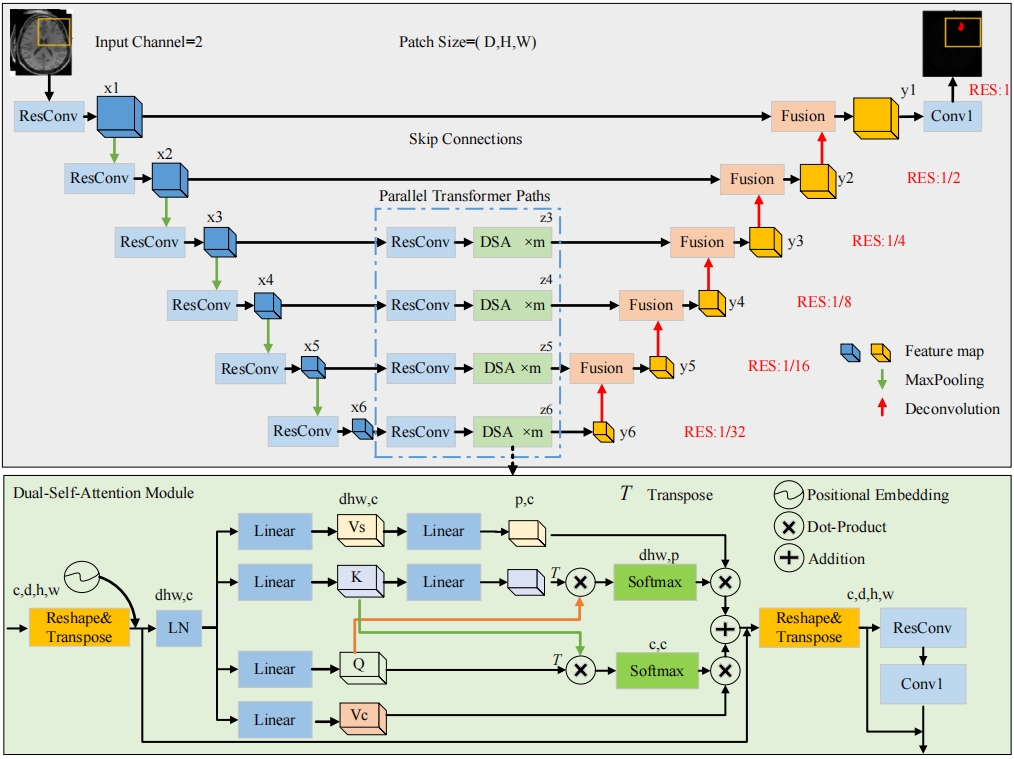 Input Channel=2
Patch Size=( D,H,W)
x1
y1
RES:1
ResConv
Fusion
Conv1
Skip Connections
x2
ResConv
Fusion
y2
RES:1/2
Parallel Transformer Paths
x3
z3
ResConv
ResConv
DSA ×m
Fusion
y3
RES:1/4
x4
z4
ResConv
ResConv
DSA ×m
Fusion
y4
RES:1/8
x5
z5
ResConv
ResConv
DSA ×m
Fusion
y5
RES:1/16
x6
z6
ResConv
ResConv
DSA ×m
y6
RES:1/32
Feature map
MaxPooling
Deconvolution
Dual-Self-Attention Module
T Transpose
Positional Embedding
Dot-Product
Addition
dhw,c
p,c
Linear
Vs
Linear
dhw,p
Linear
K
Linear
T
Softmax
c,d,h,w
Reshape&
Transpose
dhw,c
LN
c,c
Linear
Q
T
Softmax
Linear
Vc
Reshape&
Transpose
c,d,h,w
ResConv
Conv1